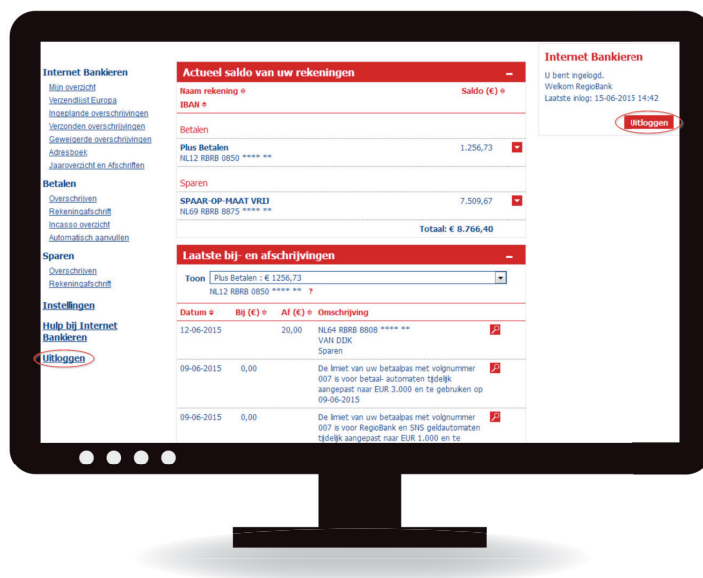 Internet Bankieren
Mijn overzicht
Verzendlijst Europa
Ingeplande overschrijvingen
Verzonden overschrijvingen
Geweigerde overschrijvingen
Adresboek
Jaaroverzicht en Afschriften
Betalen
Overschrijven
Rekeningafschrift
Incasso overzicht
Automatisch aanvullen
Sparen
Overschrijven
Rekeningafschrift
Instellingen
Hulp bij Internet
Bankieren
Uitloggen
Actueel saldo van uw rekeningen
Naam rekening Saldo (€)
IBAN
Betalen
Plus Betalen 1.256,73
NL12 RBRB 0850 **** **
Sparen
SPAAR-OP-MAAT VRIJ 7.509,67
NL69 RBRB 8875 **** **
Totaal: € 8.766,40
Laatste bij- en afschrijvingen
Toon Plus Betalen : € 1256,73
NL12 RBRB 0850 **** ** ?
Datum Bij (€) Af (€) Omschrijving
12-06-2015 20,00 NL64 RBRB 8808 **** **
VAN DIJK
Sparen
09-06-2015 0,00 De limiet van uw betaalpas met volgnummer
007 is voor betaal- automaten tijdelijk
aangepast naar EUR 3.000 en te gebruiken op
09-06-2015
09-06-2015 0,00 De limiet van uw betaalpas met volgnummer
007 is voor RegioBank en SNS geldautomaten
tijdelijk aangepast naar EUR 1.000 en te
Internet Bankieren
U bent ingelogd.
Welkom RegioBank
Laatste inlog: 15-06-2015 14:42
Uitloggen